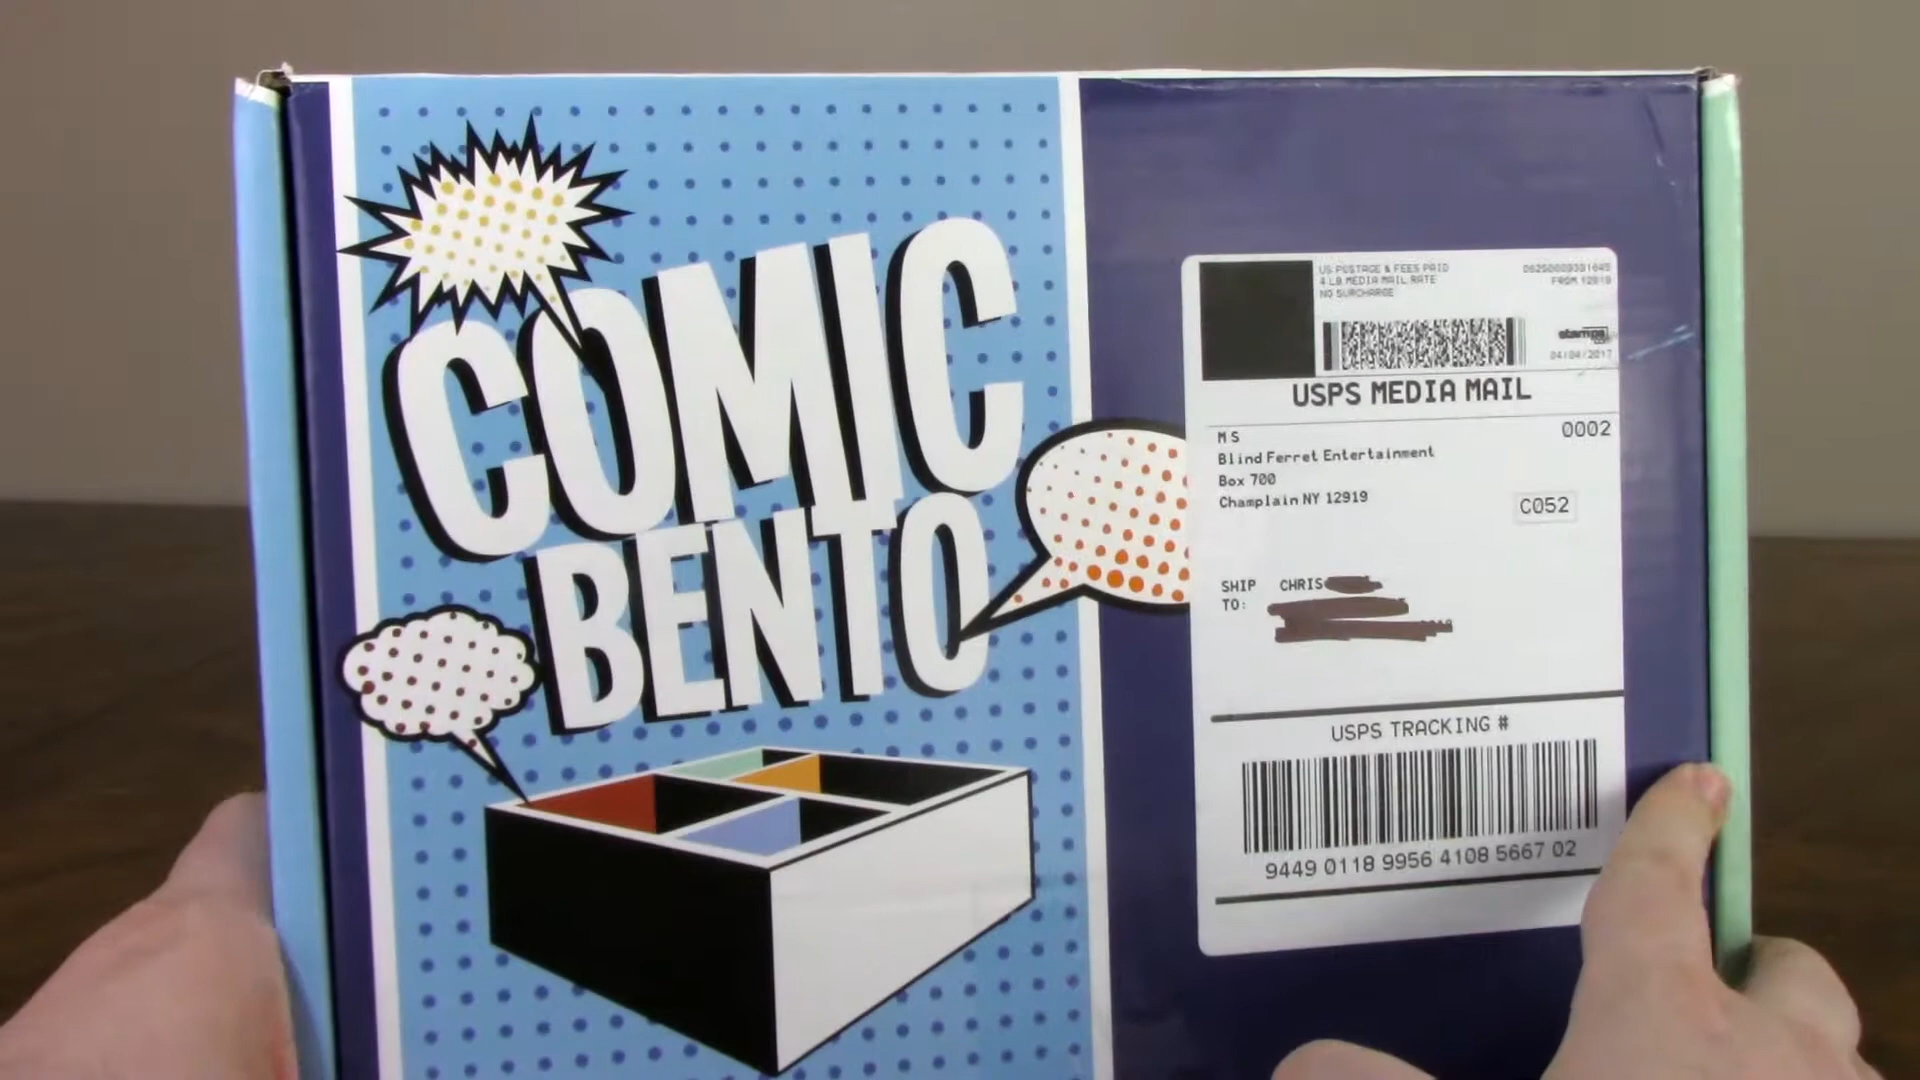 COMIC
BENTO
US POSTAGE & FEES PAID
4 LB MEDIA MAIL RATE
NO SURCHARGE
FROM 12919
stamps
04/04/2017
USPS MEDIA MAIL
M S
0002
Blind Ferret Entertainment
Box 700
Champlain NY 12919
C052
SHIP TO:
CHRIS
USPS TRACKING #
9449 0118 9956 4108 5667 02